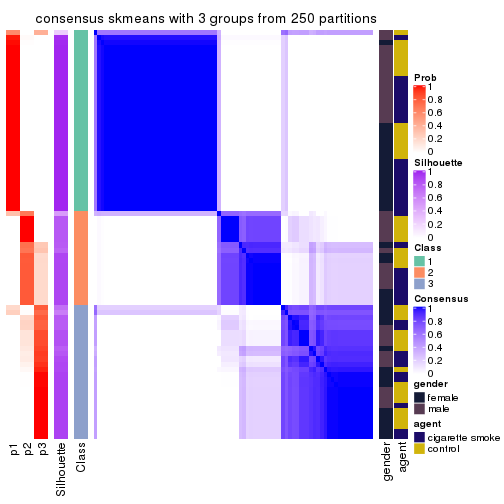 consensus skmeans with 3 groups from 250 partitions
Prob
1
0.8
0.6
0.4
0.2
0
Silhouette
1
0.8
0.6
0.4
0.2
0
Class
1
2
3
Consensus
1
0.8
0.6
0.4
0.2
0
gender
female
male
agent
cigarette smoke
control
p1
p2
p3
Silhouette
Class
gender
agent